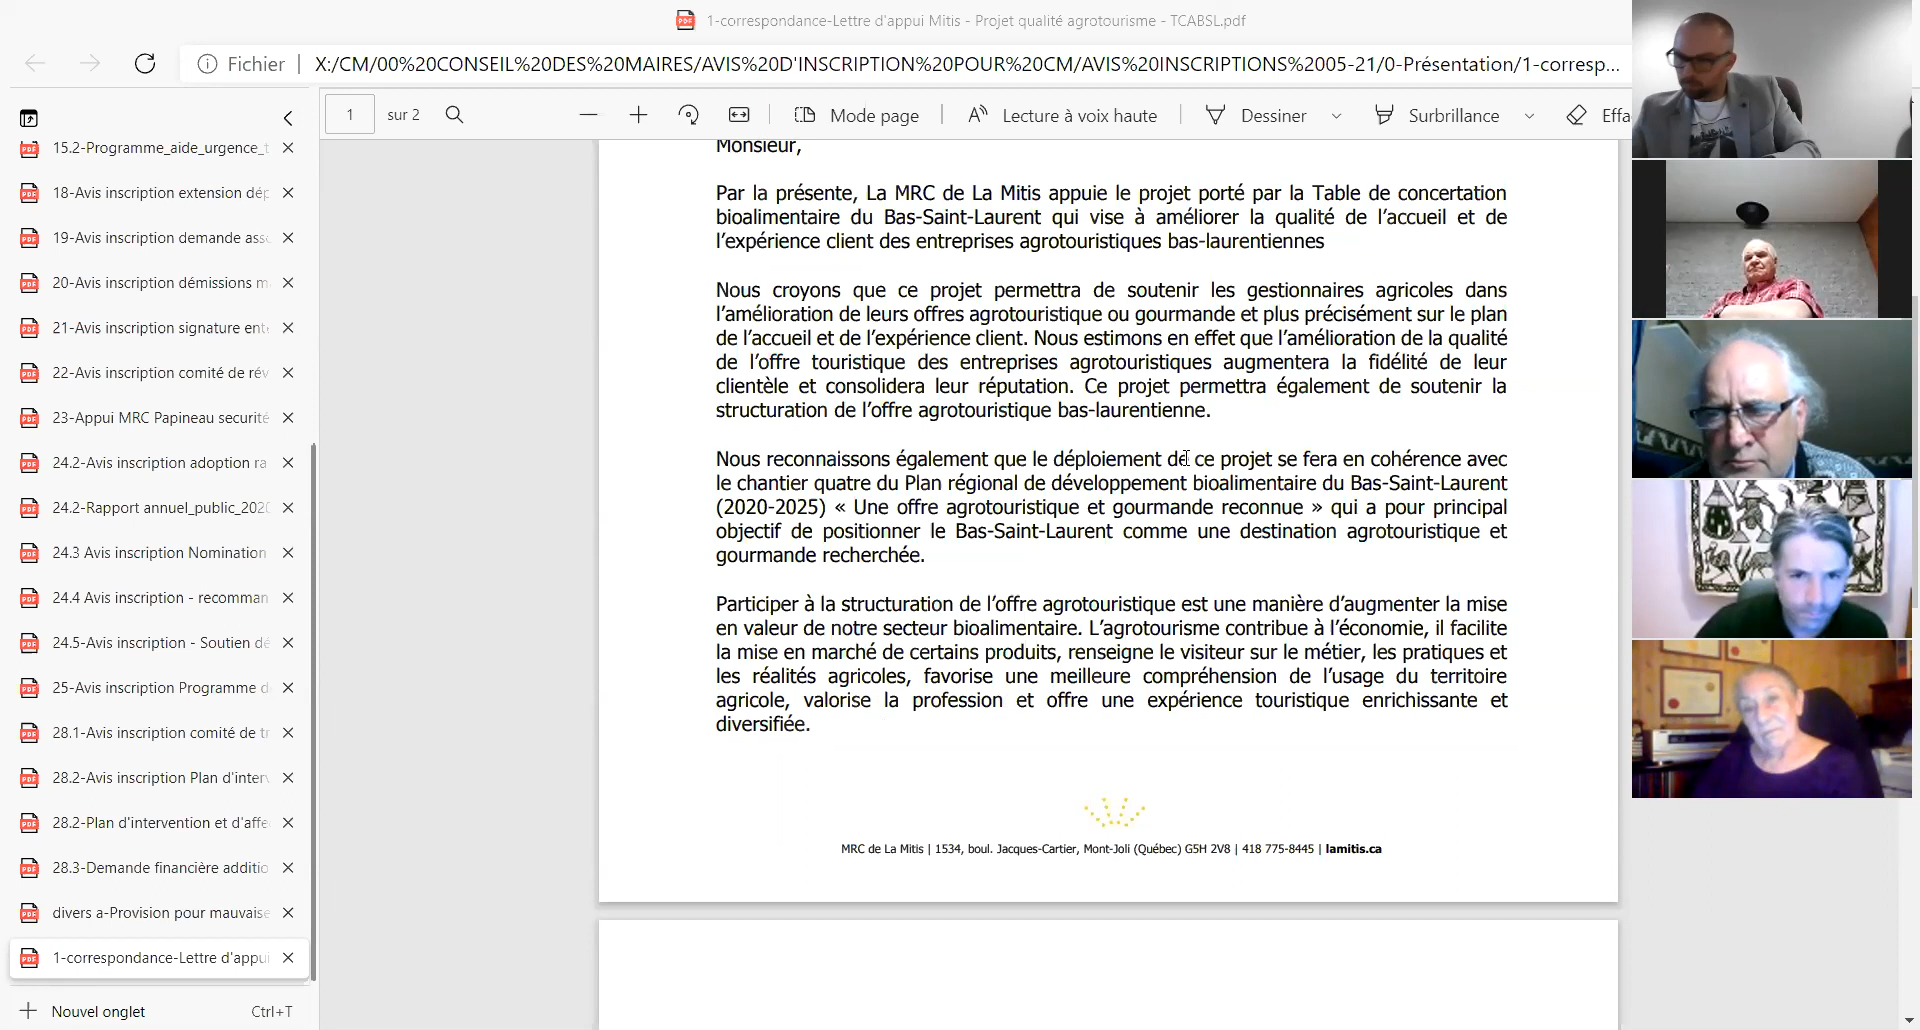 1-correspondance-Lettre d'appui Mitis - Projet qualité agrotourisme - TCABSL.pdf
Fichier | X:/CM/00%20CONSEIL%20DES%20MAIRES/AVIS%20D'INSCRIPTION%20POUR%20CM/AVIS%20INSCRIPTIONS%2005-21/0-Présentation/1-corresp...
1 sur 2 Mode page Lecture à voix haute Dessiner Surbrillance Effa
15.2-Programme_aide_urgence_t
18-Avis inscription extension dép
19-Avis inscription demande asso
20-Avis inscription démissions m
21-Avis inscription signature ent
22-Avis inscription comité de rév
23-Appui MRC Papineau securité
24.2-Avis inscription adoption ra
24.2-Rapport annuel_public_2020
24.3 Avis inscription Nomination
24.4 Avis inscription - recomman
24.5-Avis inscription - Soutien dé
25-Avis inscription Programme d
28.1-Avis inscription comité de tr
28.2-Avis inscription Plan d'interv
28.2-Plan d'intervention et d'affe
28.3-Demande financière additio
divers a-Provision pour mauvaise
1-correspondance-Lettre d'appui
Nouvel onglet Ctrl+T
Monsieur,
Par la présente, La MRC de La Mitis appuie le projet porté par la Table de concertation
bioalimentaire du Bas-Saint-Laurent qui vise à améliorer la qualité de l'accueil et de
l'expérience client des entreprises agrotouristiques bas-laurentiennes
Nous croyons que ce projet permettra de soutenir les gestionnaires agricoles dans
l'amélioration de leurs offres agrotouristique ou gourmande et plus précisément sur le plan
de l'accueil et de l'expérience client. Nous estimons en effet que l'amélioration de la qualité
de l'offre touristique des entreprises agrotouristiques augmentera la fidélité de leur
clientèle et consolidera leur réputation. Ce projet permettra également de soutenir la
structuration de l'offre agrotouristique bas-laurentienne.
Nous reconnaissons également que le déploiement de ce projet se fera en cohérence avec
le chantier quatre du Plan régional de développement bioalimentaire du Bas-Saint-Laurent
(2020-2025) « Une offre agrotouristique et gourmande reconnue » qui a pour principal
objectif de positionner le Bas-Saint-Laurent comme une destination agrotouristique et
gourmande recherchée.
Participer à la structuration de l'offre agrotouristique est une manière d'augmenter la mise
en valeur de notre secteur bioalimentaire. L'agrotourisme contribue à l'économie, il facilite
la mise en marché de certains produits, renseigne le visiteur sur le métier, les pratiques et
les réalités agricoles, favorise une meilleure compréhension de l'usage du territoire
agricole, valorise la profession et offre une expérience touristique enrichissante et
diversifiée.
MRC de La Mitis | 1534, boul. Jacques-Cartier, Mont-Joli (Québec) G5H 2V8 | 418 775-8445 | lamitis.ca